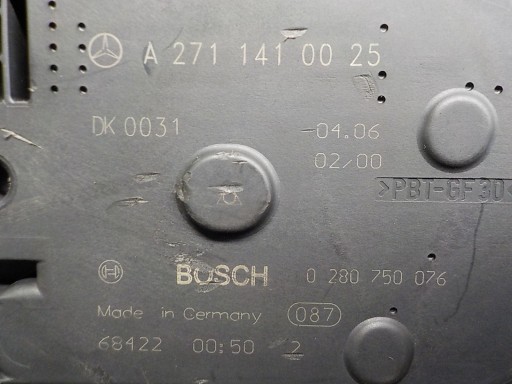 A 271 141 00 25
DK 0031 -04.06
02/00
>PBT-GF30<
BOSCH 0 280 750 076
Made in Germany 087
68422 00:50 2